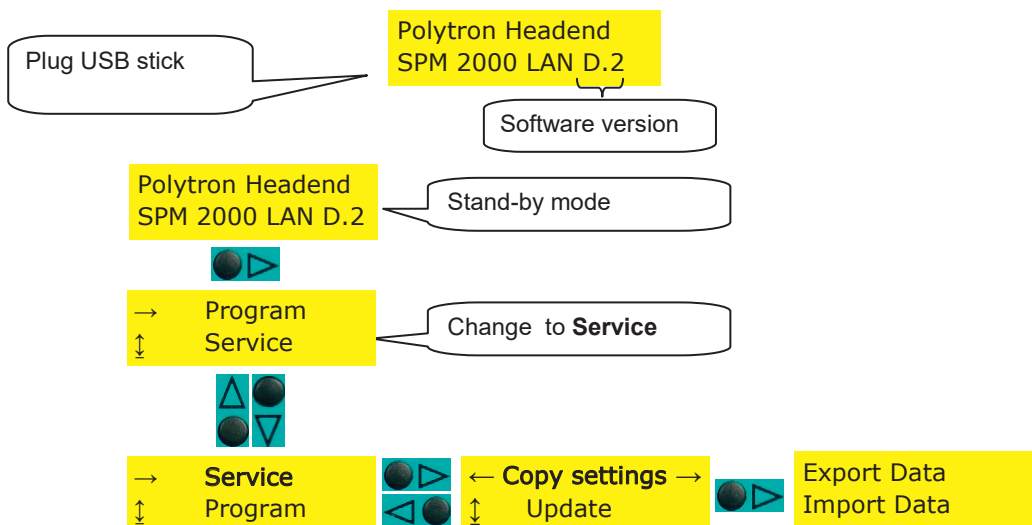 Plug USB stick
Polytron Headend
SPM 2000 LAN D.2
Software version
Polytron Headend
SPM 2000 LAN D.2
Stand-by mode
→ Program
↨ Service
Change to Service
→ Service
↨ Program
← Copy settings →
↨ Update
Export Data
Import Data